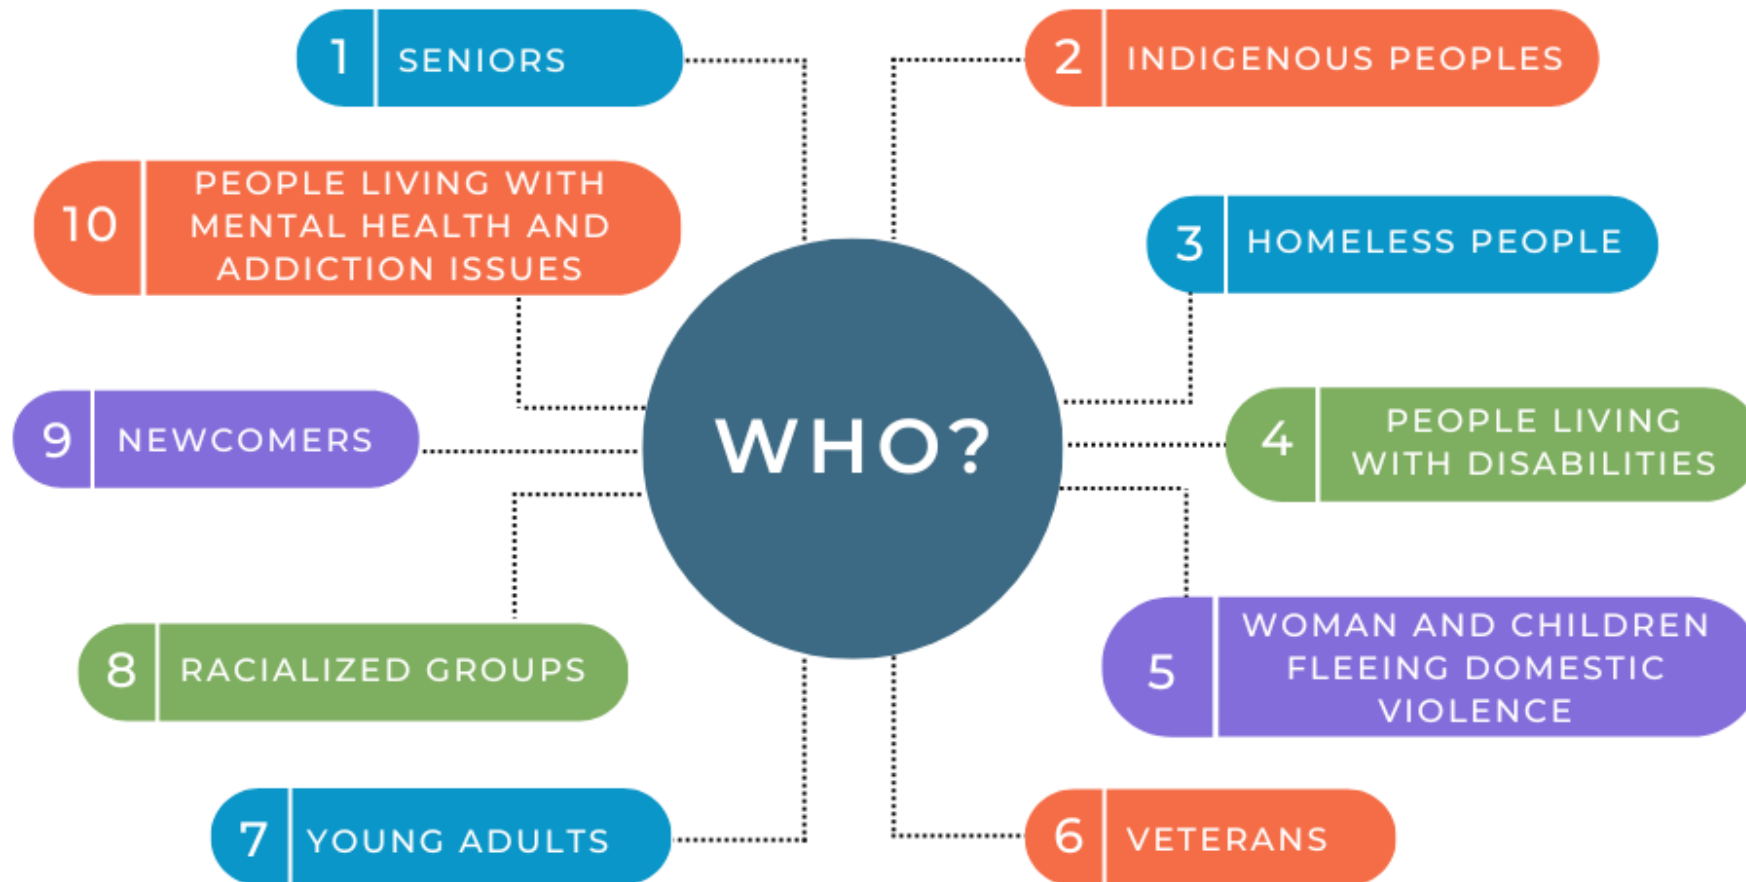 1 SENIORS
2 INDIGENOUS PEOPLES
10 PEOPLE LIVING WITH
MENTAL HEALTH AND
ADDICTION ISSUES
3 HOMELESS PEOPLE
WHO?
9 NEWCOMERS
4 PEOPLE LIVING
WITH DISABILITIES
8 RACIALIZED GROUPS
5 WOMAN AND CHILDREN
FLEEING DOMESTIC
VIOLENCE
7 YOUNG ADULTS
6 VETERANS